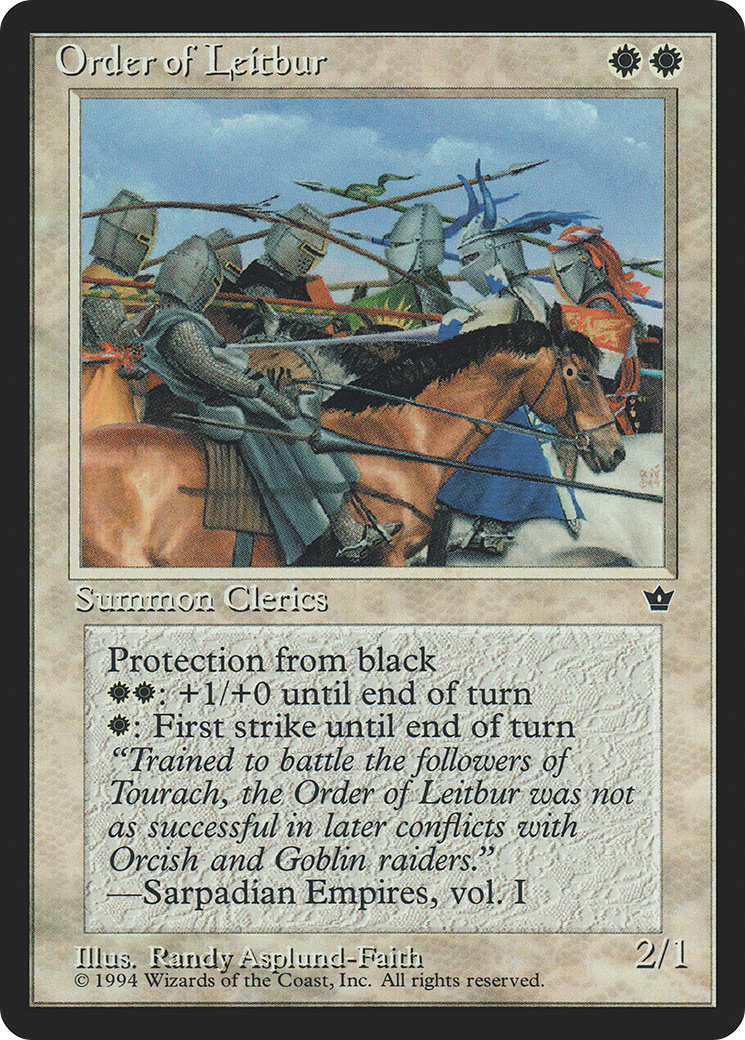 Order of Leitbur
Summon Clerics
Protection from black
: +1/+0 until end of turn
: First strike until end of turn
“Trained to battle the followers of
Tourach, the Order of Leitbur was not
as successful in later conflicts with
Orcish and Goblin raiders.”
—Sarpadian Empires, vol. I
Illus. Randy Asplund-Faith
2/1
© 1994 Wizards of the Coast, Inc. All rights reserved.